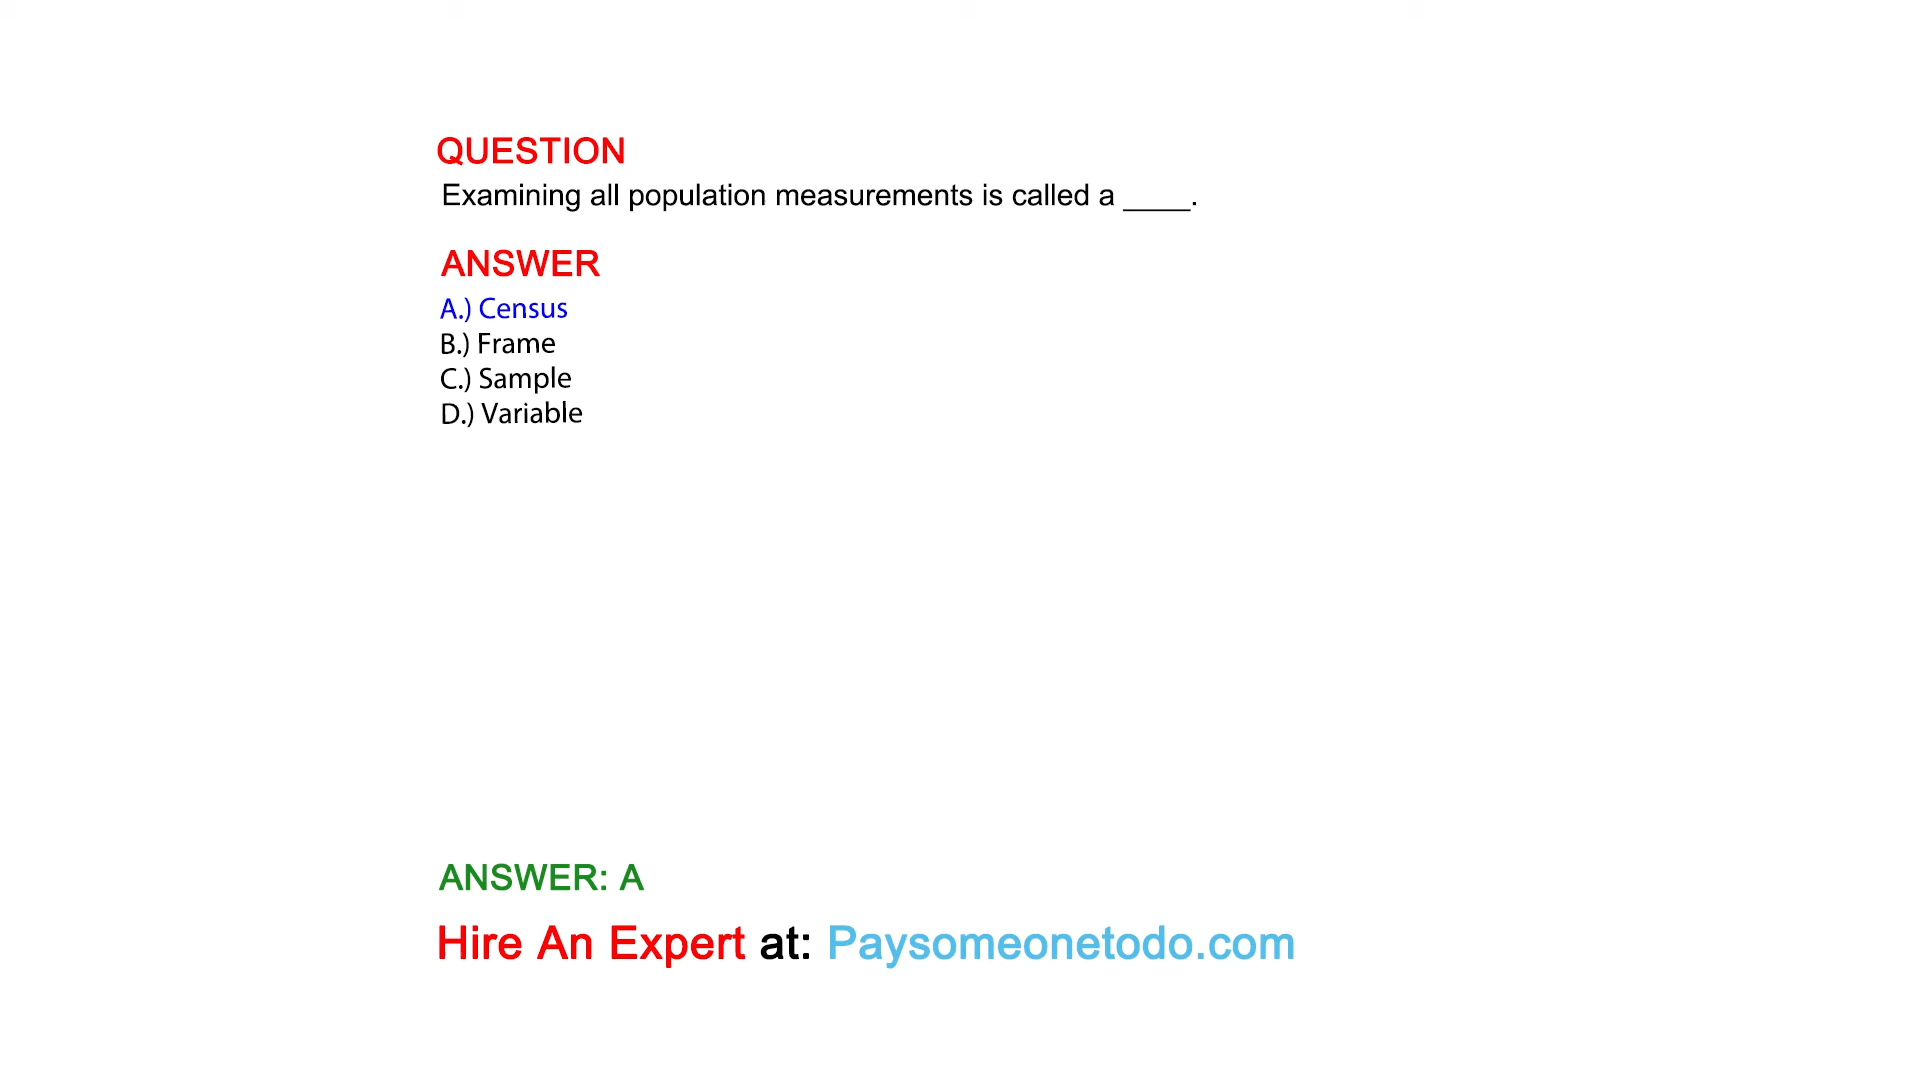 QUESTION
Examining all population measurements is called a ____.
ANSWER
A.) Census
B.) Frame
C.) Sample
D.) Variable
ANSWER: A
Hire An Expert at: Paysomeonetodo.com